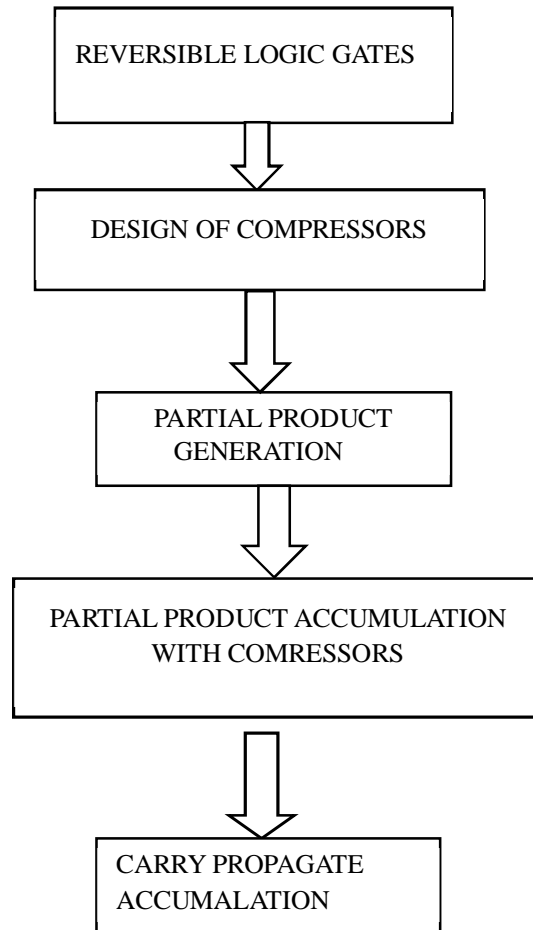 REVERSIBLE LOGIC GATES
DESIGN OF COMPRESSORS
PARTIAL PRODUCT
GENERATION
PARTIAL PRODUCT ACCUMULATION
WITH COMRESSORS
CARRY PROPAGATE
ACCUMALATION